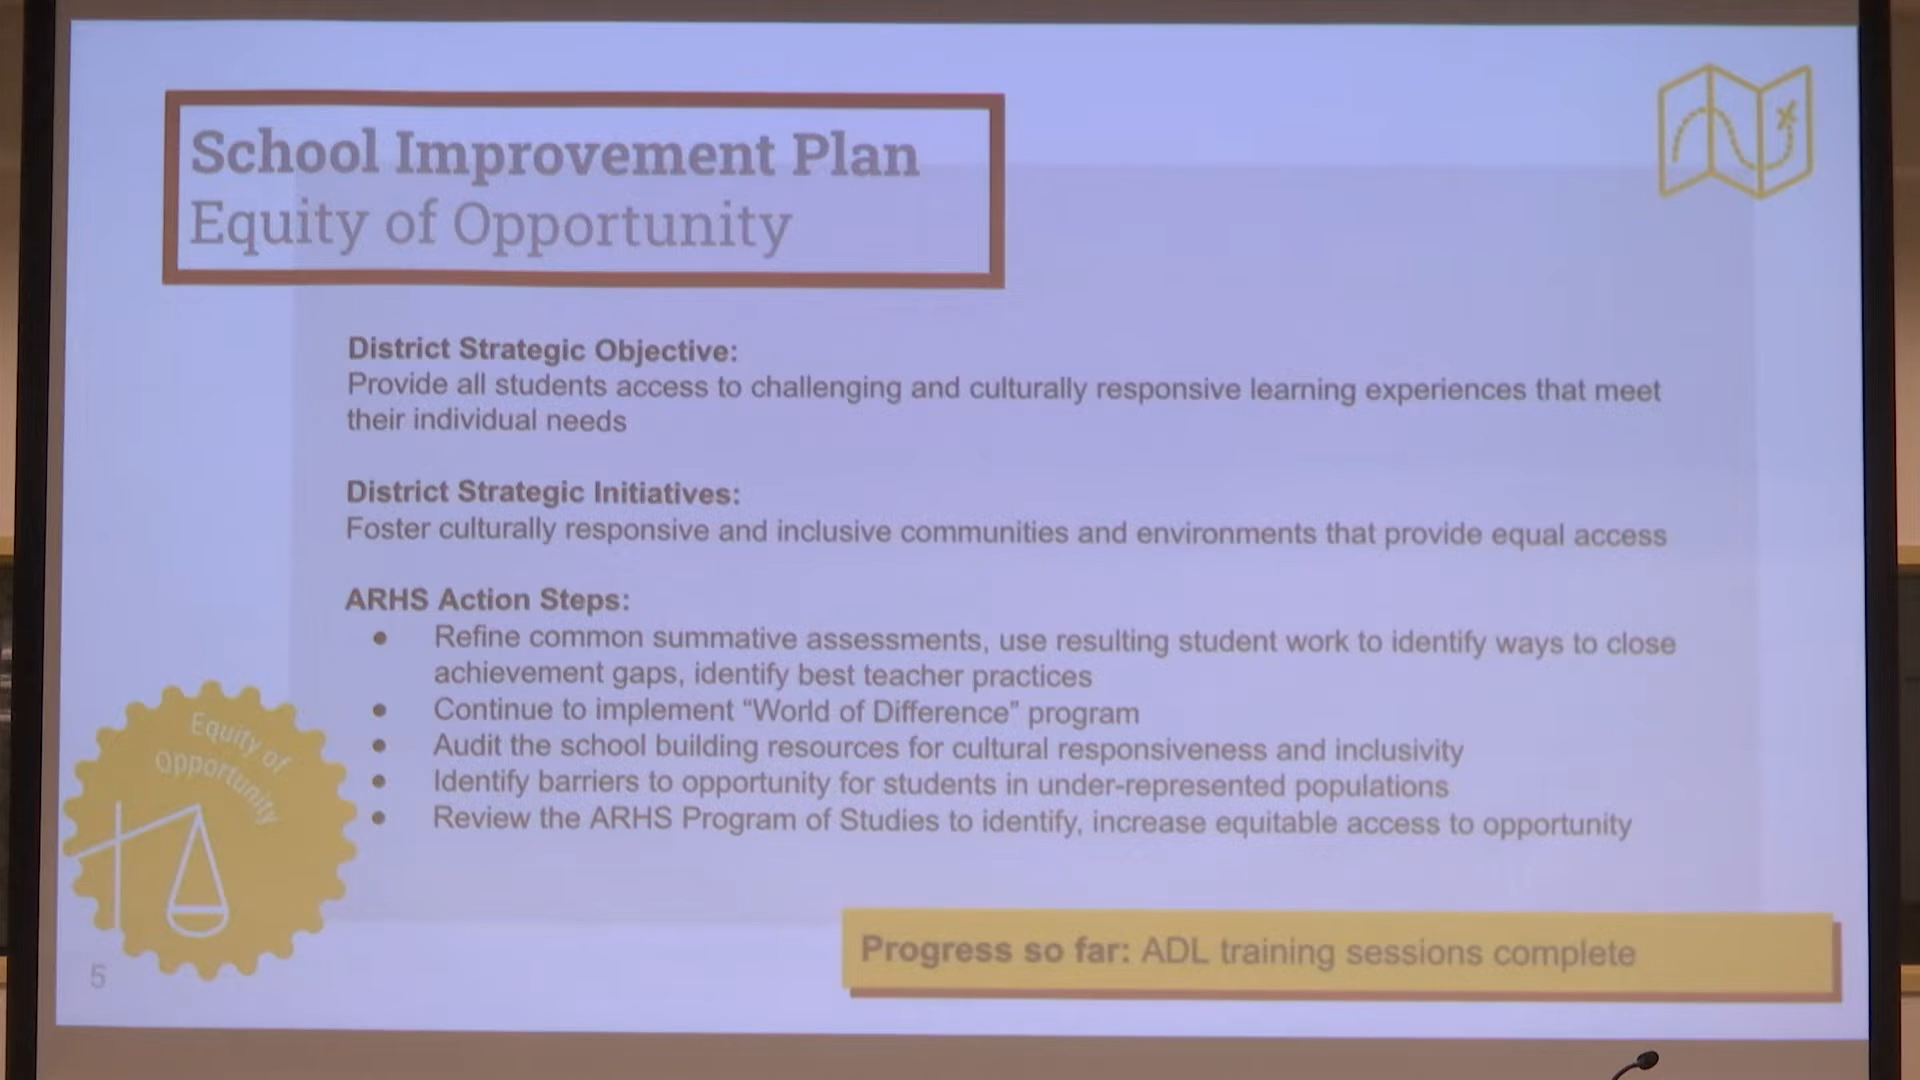 School Improvement Plan
Equity of Opportunity
District Strategic Objective:
Provide all students access to challenging and culturally responsive learning experiences that meet
their individual needs
District Strategic Initiatives:
Foster culturally responsive and inclusive communities and environments that provide equal access
ARHS Action Steps:
● Refine common summative assessments, use resulting student work to identify ways to close
achievement gaps, identify best teacher practices
● Continue to implement “World of Difference” program
● Audit the school building resources for cultural responsiveness and inclusivity
● Identify barriers to opportunity for students in under-represented populations
● Review the ARHS Program of Studies to identify, increase equitable access to opportunity
Equity of
Opportunity
Progress so far: ADL training sessions complete
5